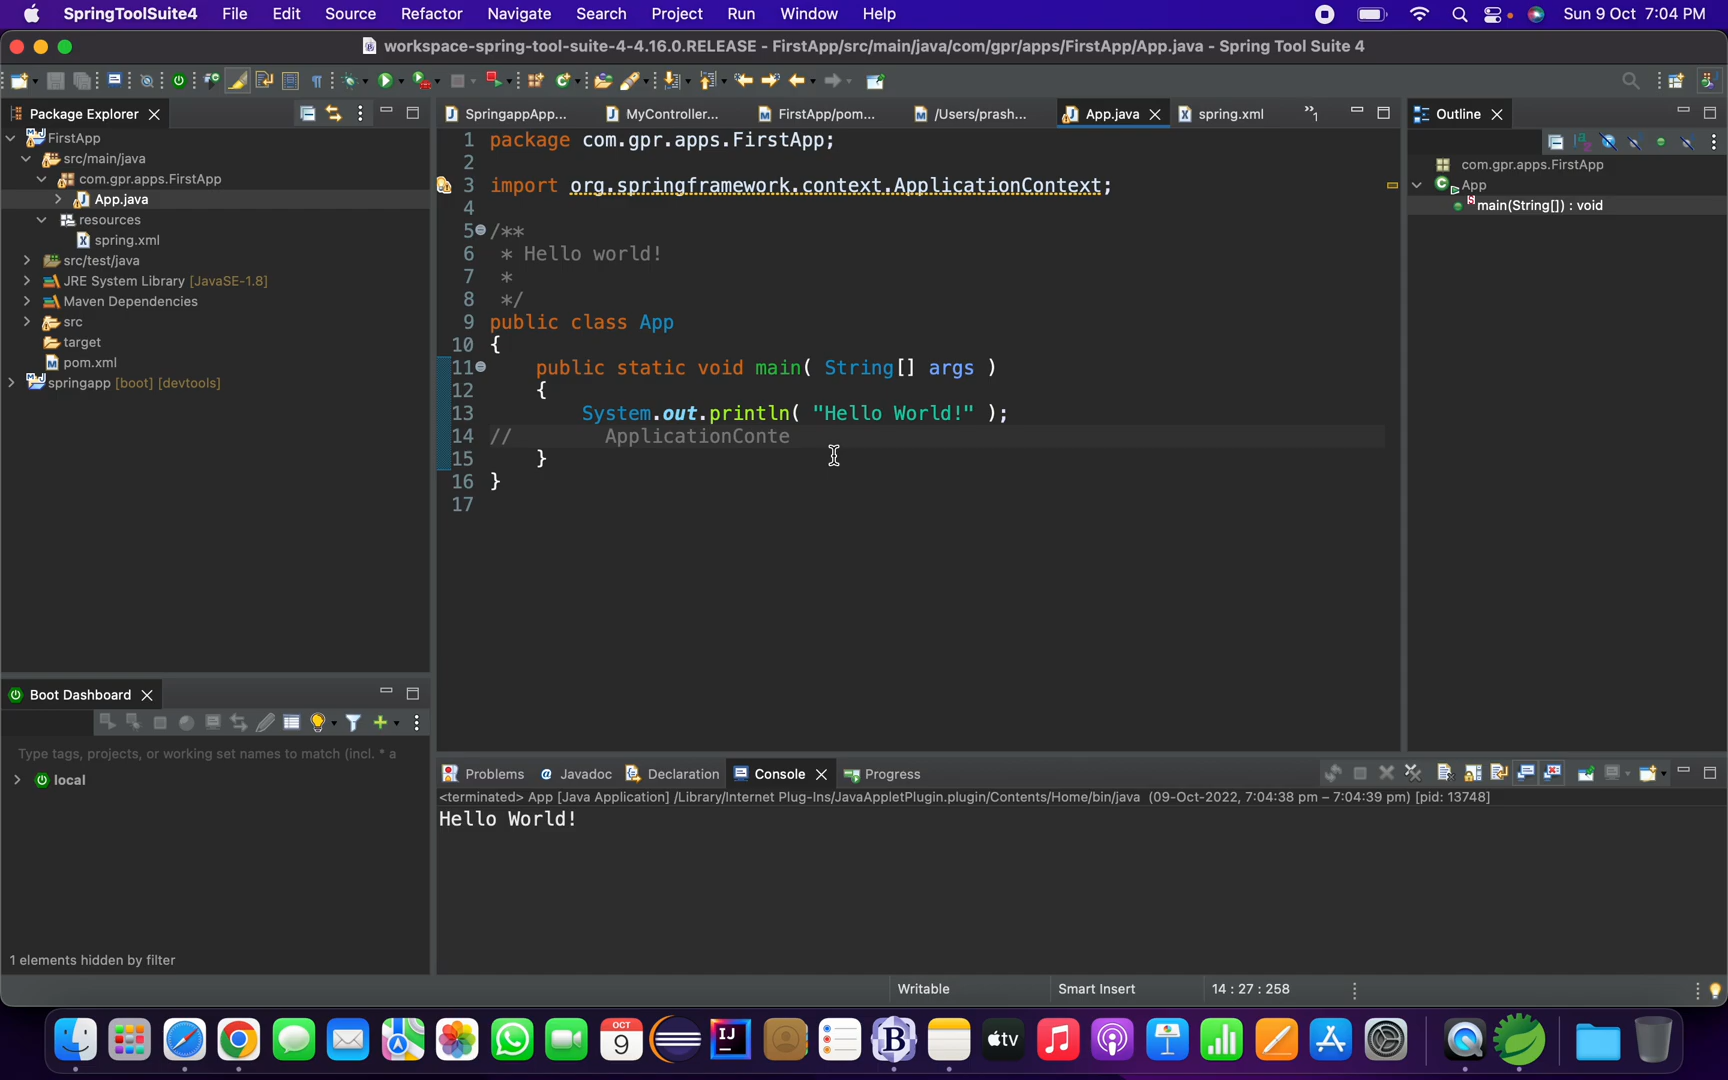 SpringToolSuite4 File Edit Source Refactor Navigate Search Project Run Window Help Sun 9 Oct 7:04 PM
workspace-spring-tool-suite-4-4.16.0.RELEASE - FirstApp/src/main/java/com/gpr/apps/FirstApp/App.java - Spring Tool Suite 4
Package Explorer
FirstApp
src/main/java
com.gpr.apps.FirstApp
App.java
resources
spring.xml
src/test/java
JRE System Library [JavaSE-1.8]
Maven Dependencies
src
target
pom.xml
springapp [boot] [devtools]
Boot Dashboard
Type tags, projects, or working set names to match (incl. * a
local
1 elements hidden by filter
SpringappApp... MyController... FirstApp/pom... /Users/prash... App.java spring.xml »1
1 package com.gpr.apps.FirstApp;
2
3 import org.springframework.context.ApplicationContext;
4
5 /**
6 * Hello world!
7 *
8 */
9 public class App
10 {
11 public static void main( String[] args )
12 {
13 System.out.println( "Hello World!" );
14 // ApplicationConte
15 }
16 }
17
Outline
com.gpr.apps.FirstApp
App
main(String[]) : void
Problems Javadoc Declaration Console Progress
<terminated> App [Java Application] /Library/Internet Plug-Ins/JavaAppletPlugin.plugin/Contents/Home/bin/java (09-Oct-2022, 7:04:38 pm – 7:04:39 pm) [pid: 13748]
Hello World!
Writable Smart Insert 14 : 27 : 258
OCT
9
IJ
B
tv